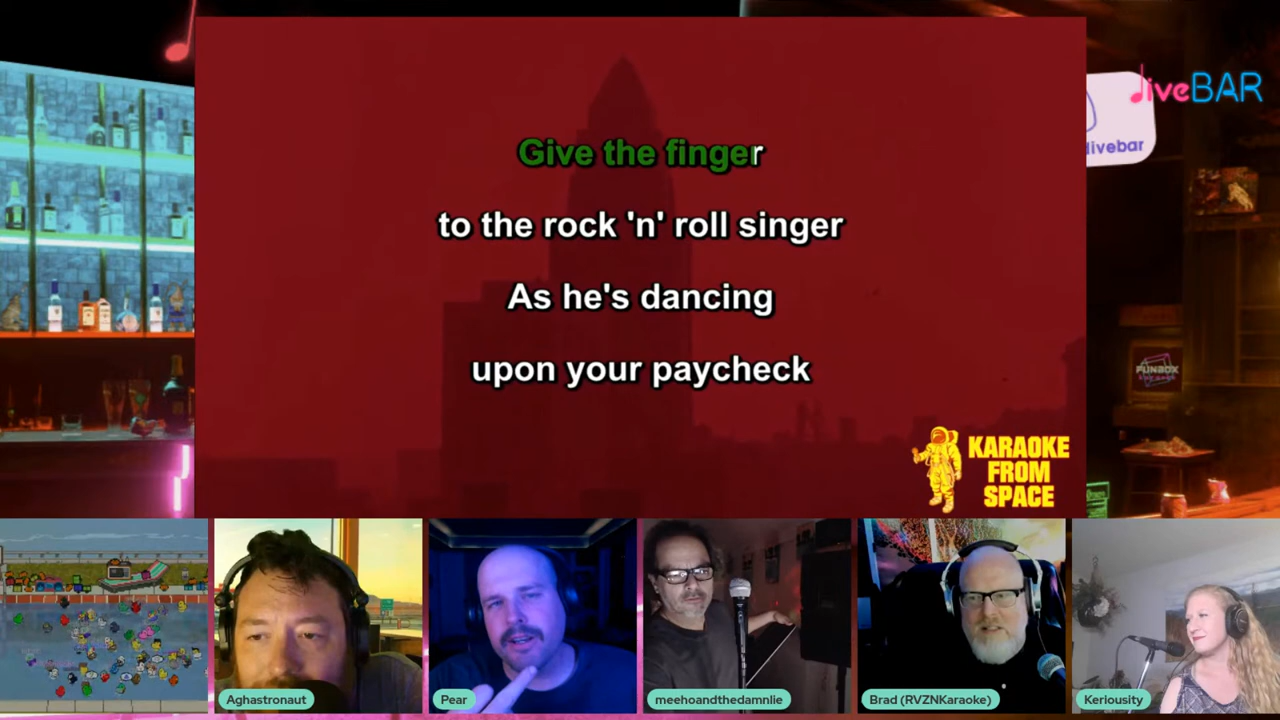 Give the finger
to the rock 'n' roll singer
As he's dancing
upon your paycheck
KARAOKE
FROM
SPACE
liveBAR
livebar
FUNBOX
Aghastronaut
Pear
meehoandthedamnlie
Brad (RVZNKaraoke)
Keriousity